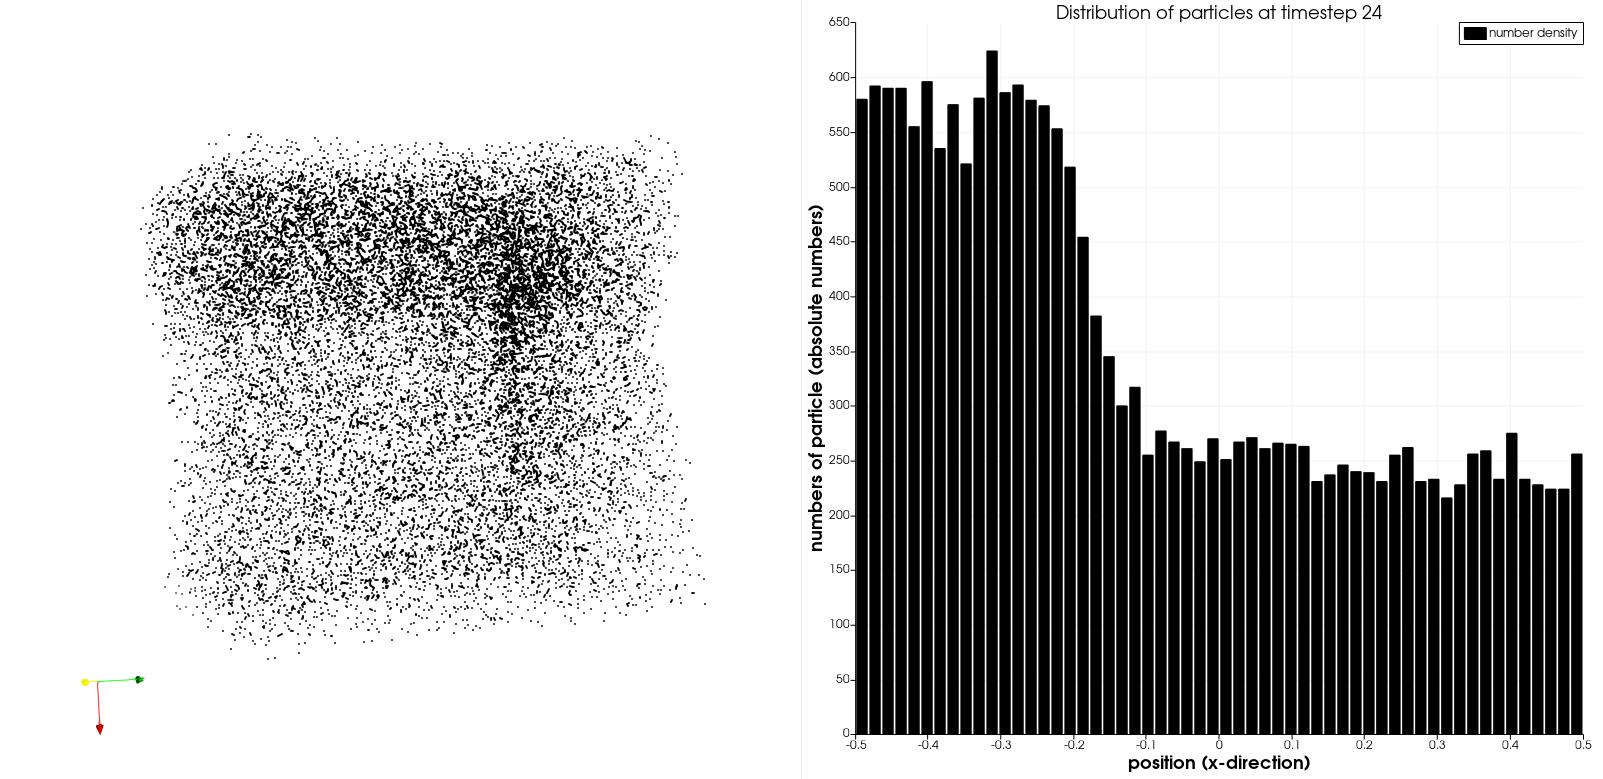 Distribution of particles at timestep 24
number density
650
600
550
500
450
400
350
300
250
200
150
100
50
0
numbers of particle (absolute numbers)
-0.5 -0.4 -0.3 -0.2 -0.1 0 0.1 0.2 0.3 0.4 0.5
position (x-direction)